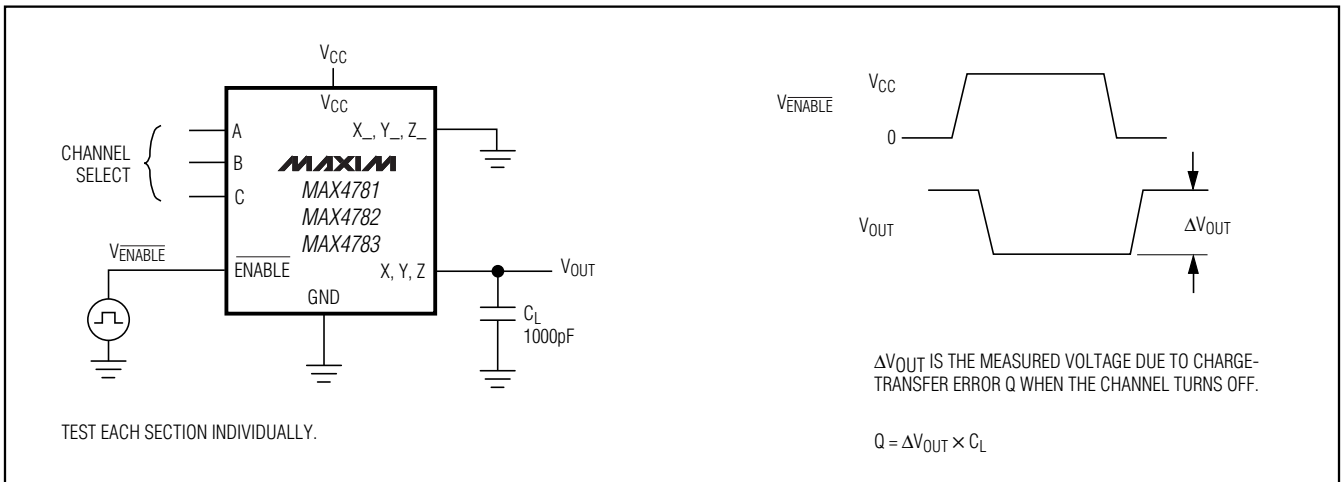 VCC
VCC
A
B
C
CHANNEL
SELECT
X_, Y_, Z_
MAXIM
MAX4781
MAX4782
MAX4783
VENABLE
ENABLE
X, Y, Z
VOUT
GND
CL
1000pF
TEST EACH SECTION INDIVIDUALLY.
VENABLE
VCC
0
VOUT
ΔVOUT
ΔVOUT IS THE MEASURED VOLTAGE DUE TO CHARGE-
TRANSFER ERROR Q WHEN THE CHANNEL TURNS OFF.
Q = ΔVOUT × CL